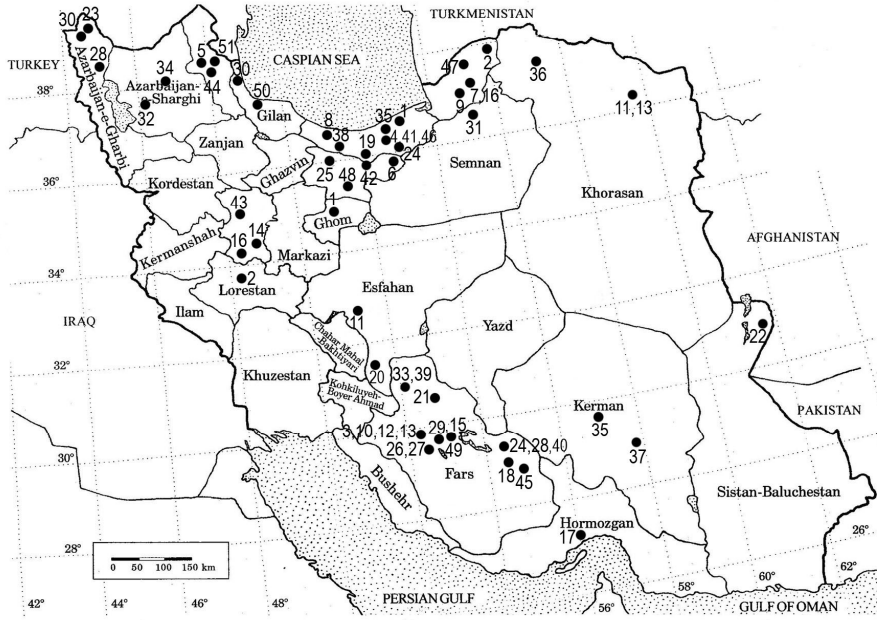 TURKMENISTAN
30 23
TURKEY
CASPIAN SEA
5 51
28
34
44
30
47
2
36
Azarbaijan-e-Gharbi
Azarbaijan-e-Sharghi
38°
32
50
Gilan
9
7,16
31
11,13
8
38
35
1
19
4
41,46
24
6
42
Zanjan
Ghazvin
25
48
Semnan
36°
Kordestan
Khorasan
43
1
Ghom
14
16
Kermanshah
Markazi
AFGHANISTAN
34°
2
Lorestan
Esfahan
IRAQ
Ilam
11
Yazd
22
Chahar Mahal
-Bakhtiyari
32°
Khuzestan
20
33,39
21
Kohkiluyeh-
Boyer Ahmad
Kerman
35
PAKISTAN
3,10,12,13
29,15
26,27
49
24,28,40
30°
Fars
18
45
37
Bushehr
Sistan-Baluchestan
Hormozgan
17
28°
26°
0 50 100 150 km
42° 44° 46° 48° 50° 52° 56° 58° 60° 62°
PERSIAN GULF
GULF OF OMAN